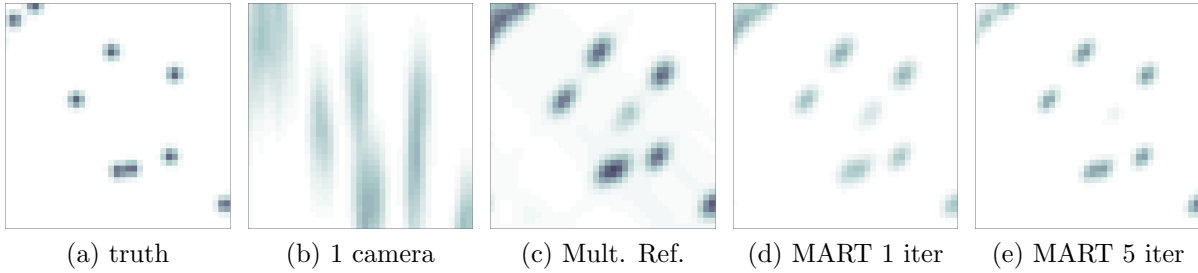 (a) truth
(b) 1 camera
(c) Mult. Ref.
(d) MART 1 iter
(e) MART 5 iter